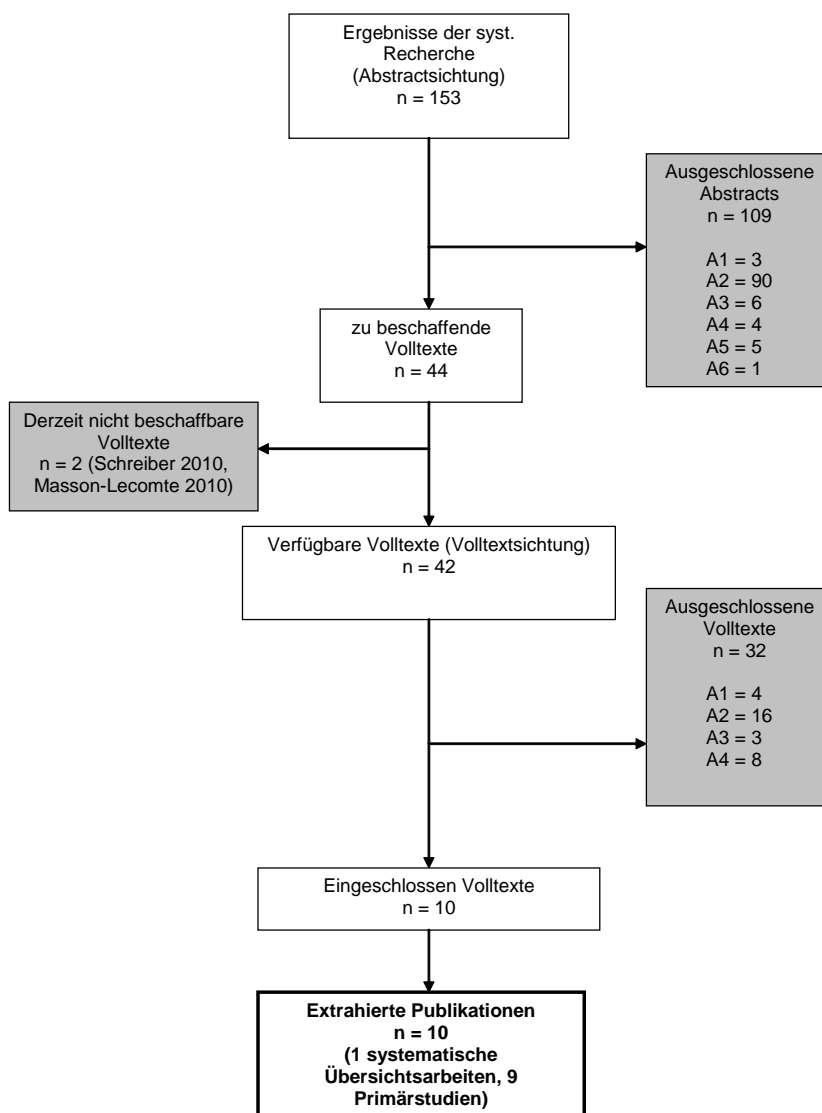 Ergebnisse der syst.
Recherche
(Abstractsichtung)
n = 153
Ausgeschlossene
Abstracts
n = 109
A1 = 3
A2 = 90
A3 = 6
A4 = 4
A5 = 5
A6 = 1
zu beschaffende
Volltexte
n = 44
Derzeit nicht beschaffbare
Volltexte
n = 2 (Schreiber 2010,
Masson-Lecomte 2010)
Verfügbare Volltexte (Volltextsichtung)
n = 42
Ausgeschlossene
Volltexte
n = 32
A1 = 4
A2 = 16
A3 = 3
A4 = 8
Eingeschlossen Volltexte
n = 10
Extrahierte Publikationen
n = 10
(1 systematische
Übersichtsarbeiten, 9
Primärstudien)